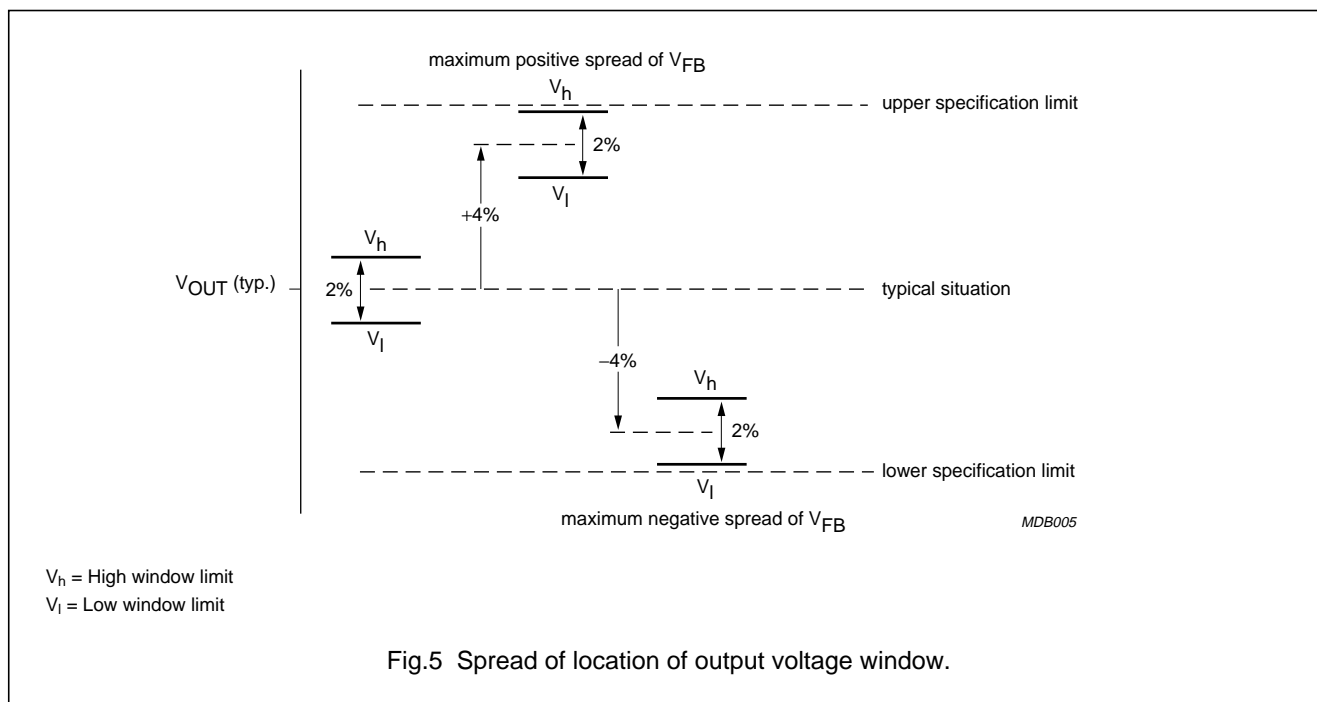 maximum positive spread of VFB
Vh
upper specification limit
2%
Vl
+4%
Vh
VOUT (typ.)
2%
typical situation
Vl
−4%
Vh
2%
lower specification limit
Vl
maximum negative spread of VFB
MDB005
Vh = High window limit
Vl = Low window limit
Fig.5 Spread of location of output voltage window.